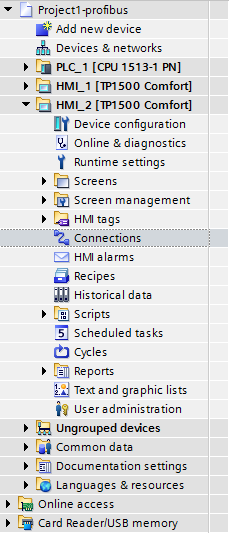 Project1-profibus
Add new device
Devices & networks
PLC_1 [CPU 1513-1 PN]
HMI_1 [TP1500 Comfort]
HMI_2 [TP1500 Comfort]
Device configuration
Online & diagnostics
Runtime settings
Screens
Screen management
HMI tags
Connections
HMI alarms
Recipes
Historical data
Scripts
Scheduled tasks
Cycles
Reports
Text and graphic lists
User administration
Ungrouped devices
Common data
Documentation settings
Languages & resources
Online access
Card Reader/USB memory